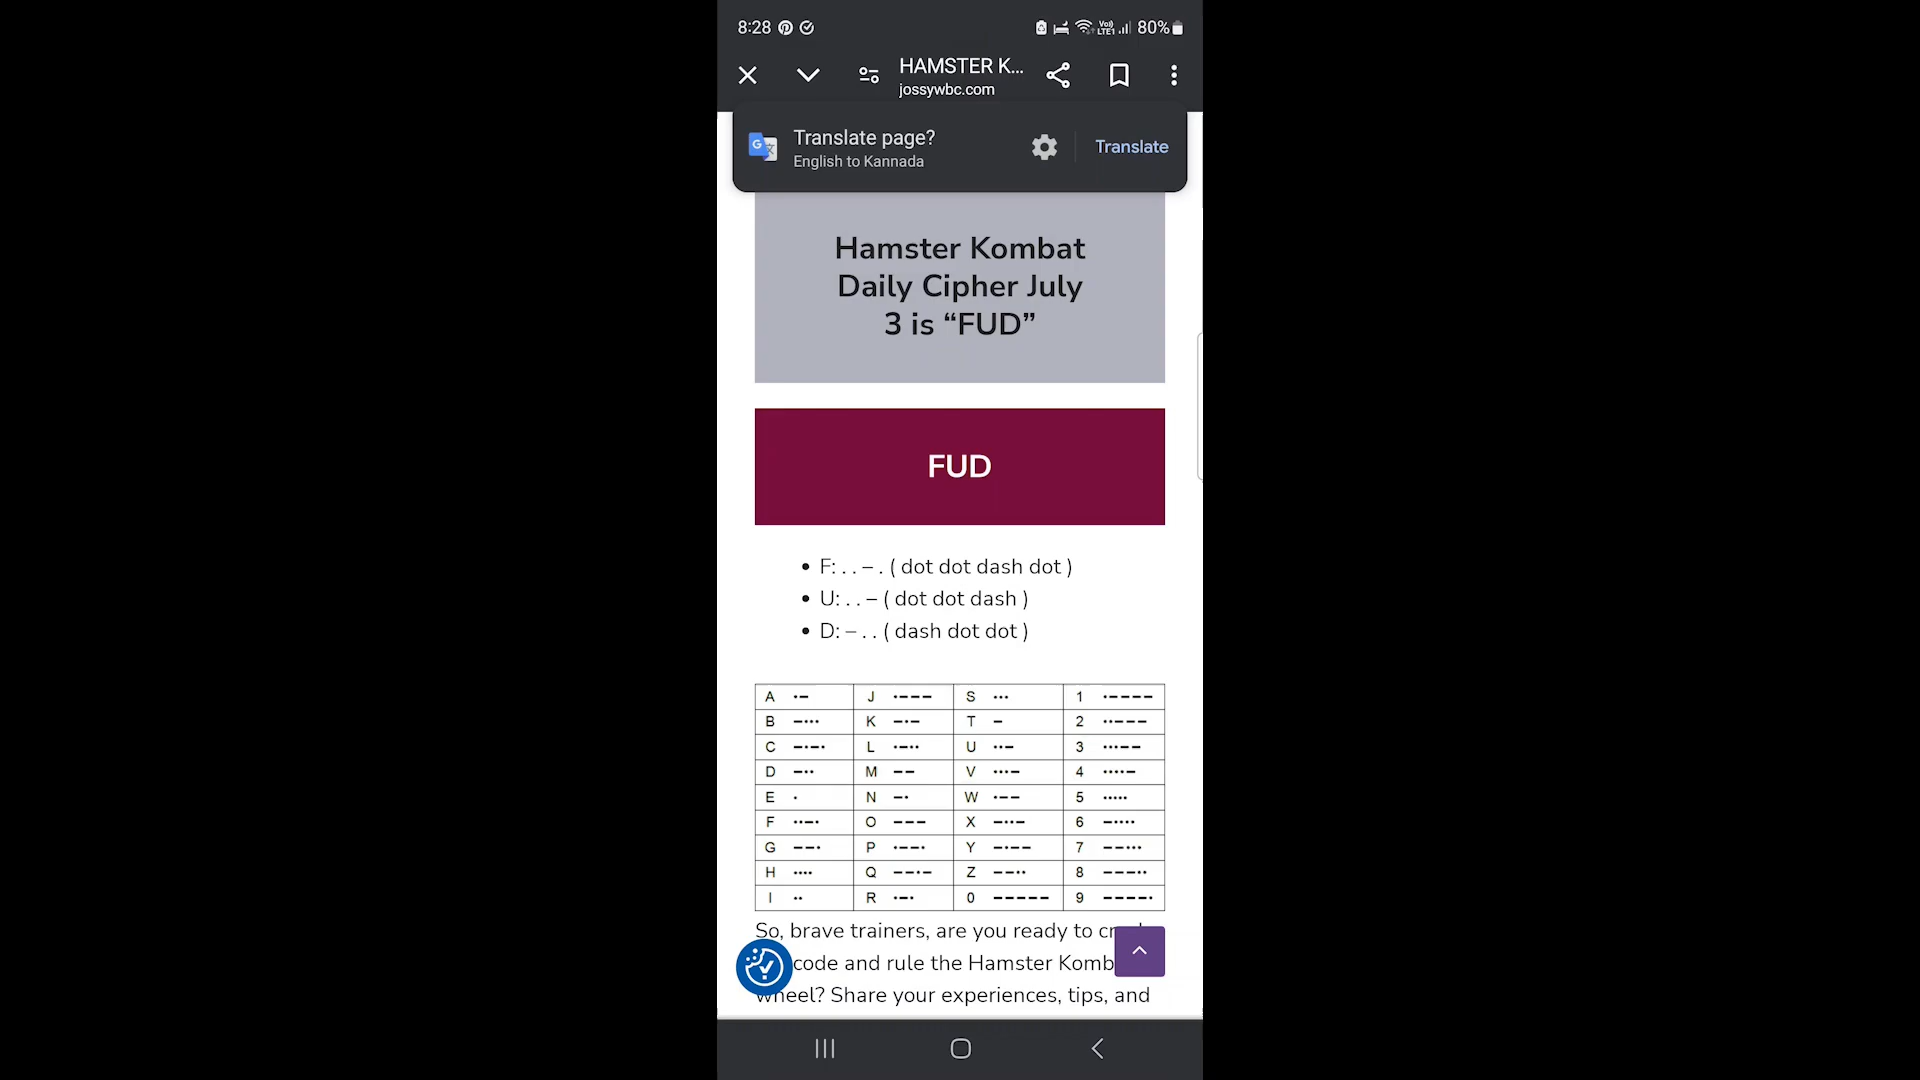 8:28
Vo)) LTE1 80%
HAMSTER K...
jossywbc.com
Translate page?
English to Kannada
Translate
Hamster Kombat
Daily Cipher July
3 is “FUD”
FUD
• F: . . – . ( dot dot dash dot )
• U: . . – ( dot dot dash )
• D: – . . ( dash dot dot )
A •– J •––– S ••• 1 •––––
B –••• K –•– T – 2 ••–––
C –•–• L •–•• U ••– 3 •••––
D –•• M –– V •••– 4 ••••–
E • N –• W •–– 5 •••••
F ••–• O ––– X –••– 6 –••••
G ––• P •––• Y –•–– 7 ––•••
H •••• Q ––•– Z ––•• 8 –––••
I •• R •–• 0 ––––– 9 ––––•
So, brave trainers, are you ready to
code and rule the Hamster Komb
wheel? Share your experiences, tips, and